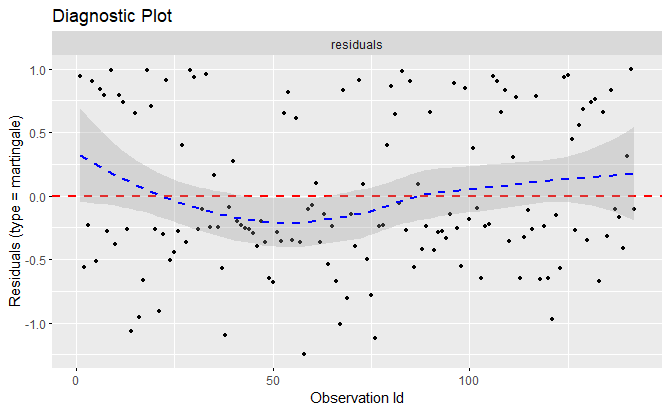 Diagnostic Plot
residuals
Residuals (type = martingale)
1.0
0.5
0.0
-0.5
-1.0
0
50
100
Observation Id